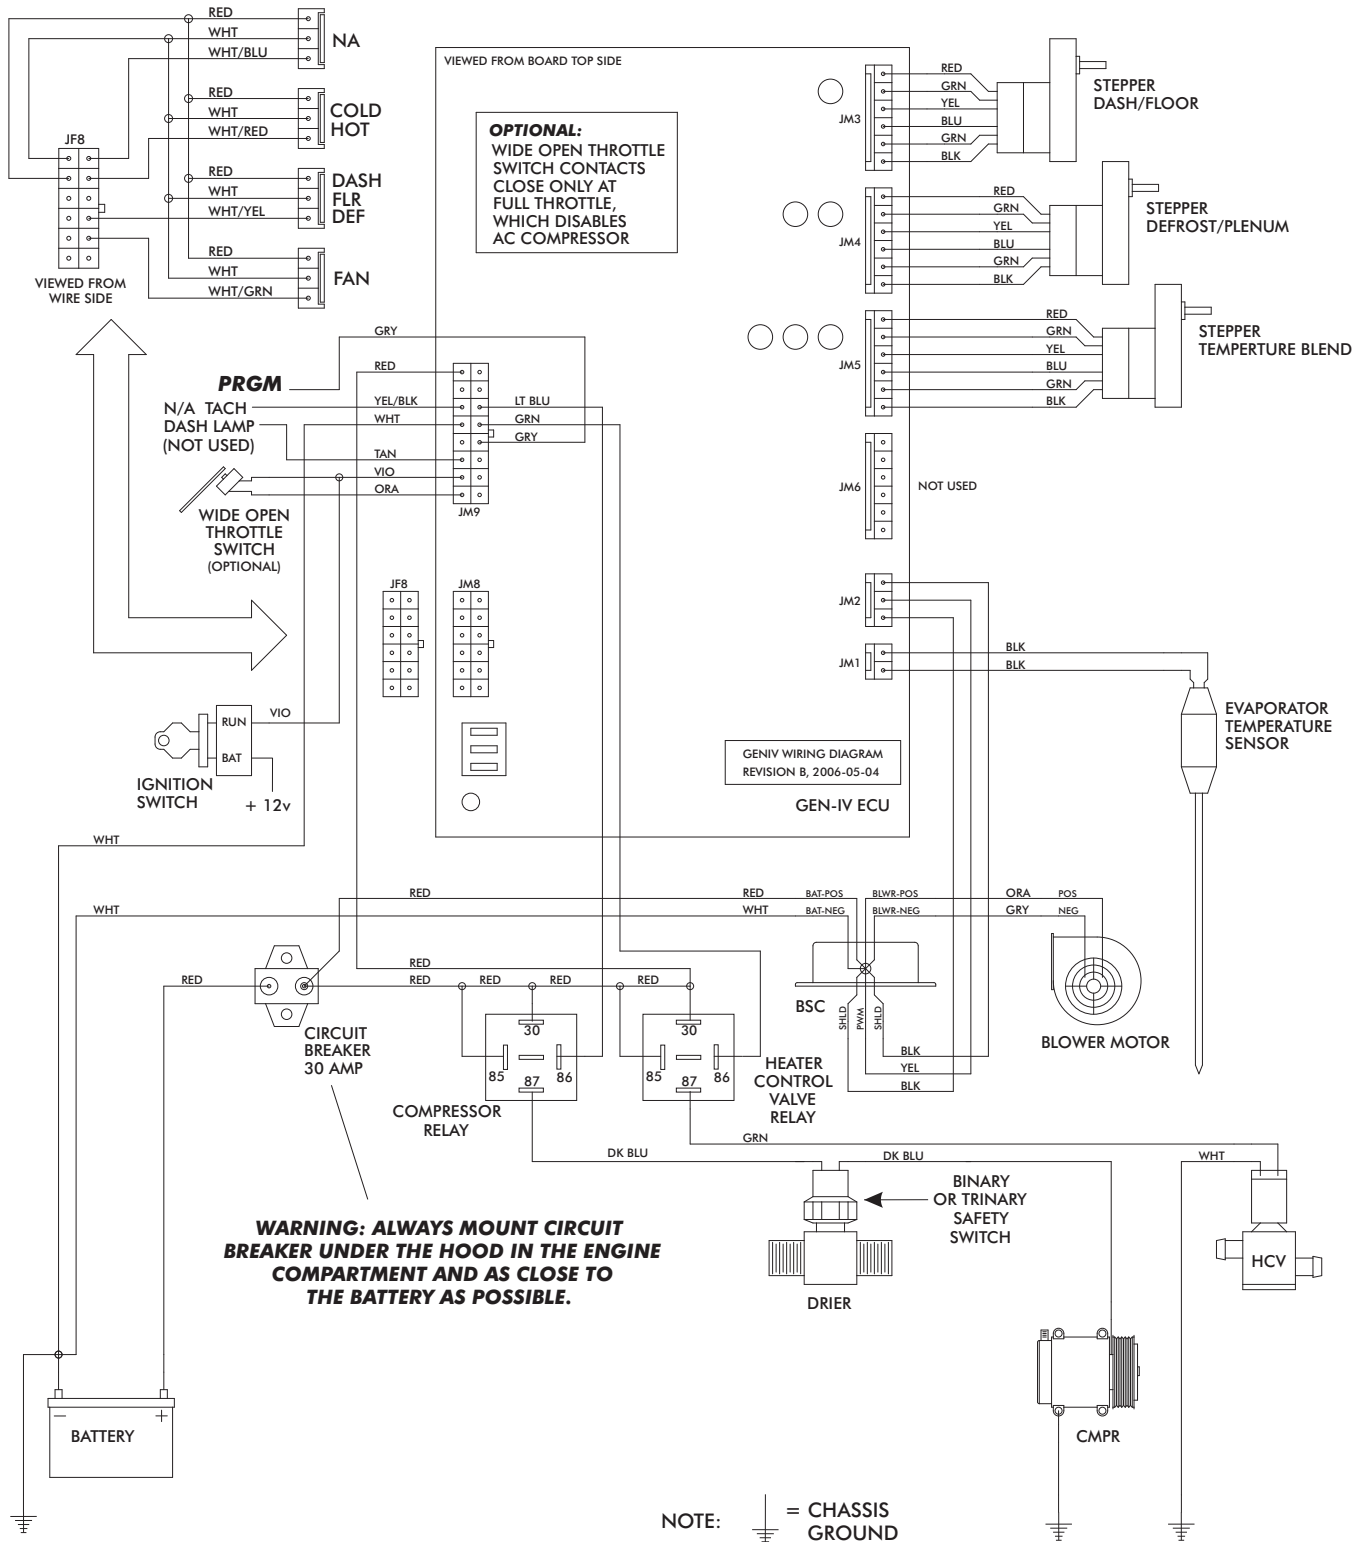 RED
WHT
WHT/BLU
NA
RED
WHT
WHT/RED
COLD
HOT
JF8
RED
WHT
WHT/YEL
DASH
FLR
DEF
RED
WHT
WHT/GRN
FAN
VIEWED FROM
WIRE SIDE
VIEWED FROM BOARD TOP SIDE
OPTIONAL:
WIDE OPEN THROTTLE
SWITCH CONTACTS
CLOSE ONLY AT
FULL THROTTLE,
WHICH DISABLES
AC COMPRESSOR
JM3
RED
GRN
YEL
BLU
GRN
BLK
STEPPER
DASH/FLOOR
JM4
RED
GRN
YEL
BLU
GRN
BLK
STEPPER
DEFROST/PLENUM
JM5
RED
GRN
YEL
BLU
GRN
BLK
STEPPER
TEMPERTURE BLEND
GRY
RED
PRGM
YEL/BLK
N/A TACH
WHT
DASH LAMP
(NOT USED)
TAN
VIO
ORA
LT BLU
GRN
GRY
JM9
WIDE OPEN
THROTTLE
SWITCH
(OPTIONAL)
JM6
NOT USED
JF8
JM8
JM2
JM1
BLK
BLK
EVAPORATOR
TEMPERATURE
SENSOR
RUN
VIO
BAT
IGNITION
SWITCH
+ 12v
GENIV WIRING DIAGRAM
REVISION B, 2006-05-04
GEN-IV ECU
WHT
RED
RED
BAT-POS
BLWR-POS
ORA
POS
WHT
WHT
BAT-NEG
BLWR-NEG
GRY
NEG
RED
RED
RED
RED
RED
RED
CIRCUIT
BREAKER
30 AMP
30
85
87
86
COMPRESSOR
RELAY
30
85
87
86
HEATER
CONTROL
VALVE
RELAY
BSC
SHLD
PWM
SHLD
BLK
YEL
BLK
BLOWER MOTOR
GRN
DK BLU
DK BLU
WHT
BINARY
OR TRINARY
SAFETY
SWITCH
DRIER
HCV
WARNING: ALWAYS MOUNT CIRCUIT
BREAKER UNDER THE HOOD IN THE ENGINE
COMPARTMENT AND AS CLOSE TO
THE BATTERY AS POSSIBLE.
– +
BATTERY
CMPR
NOTE:
= CHASSIS
GROUND